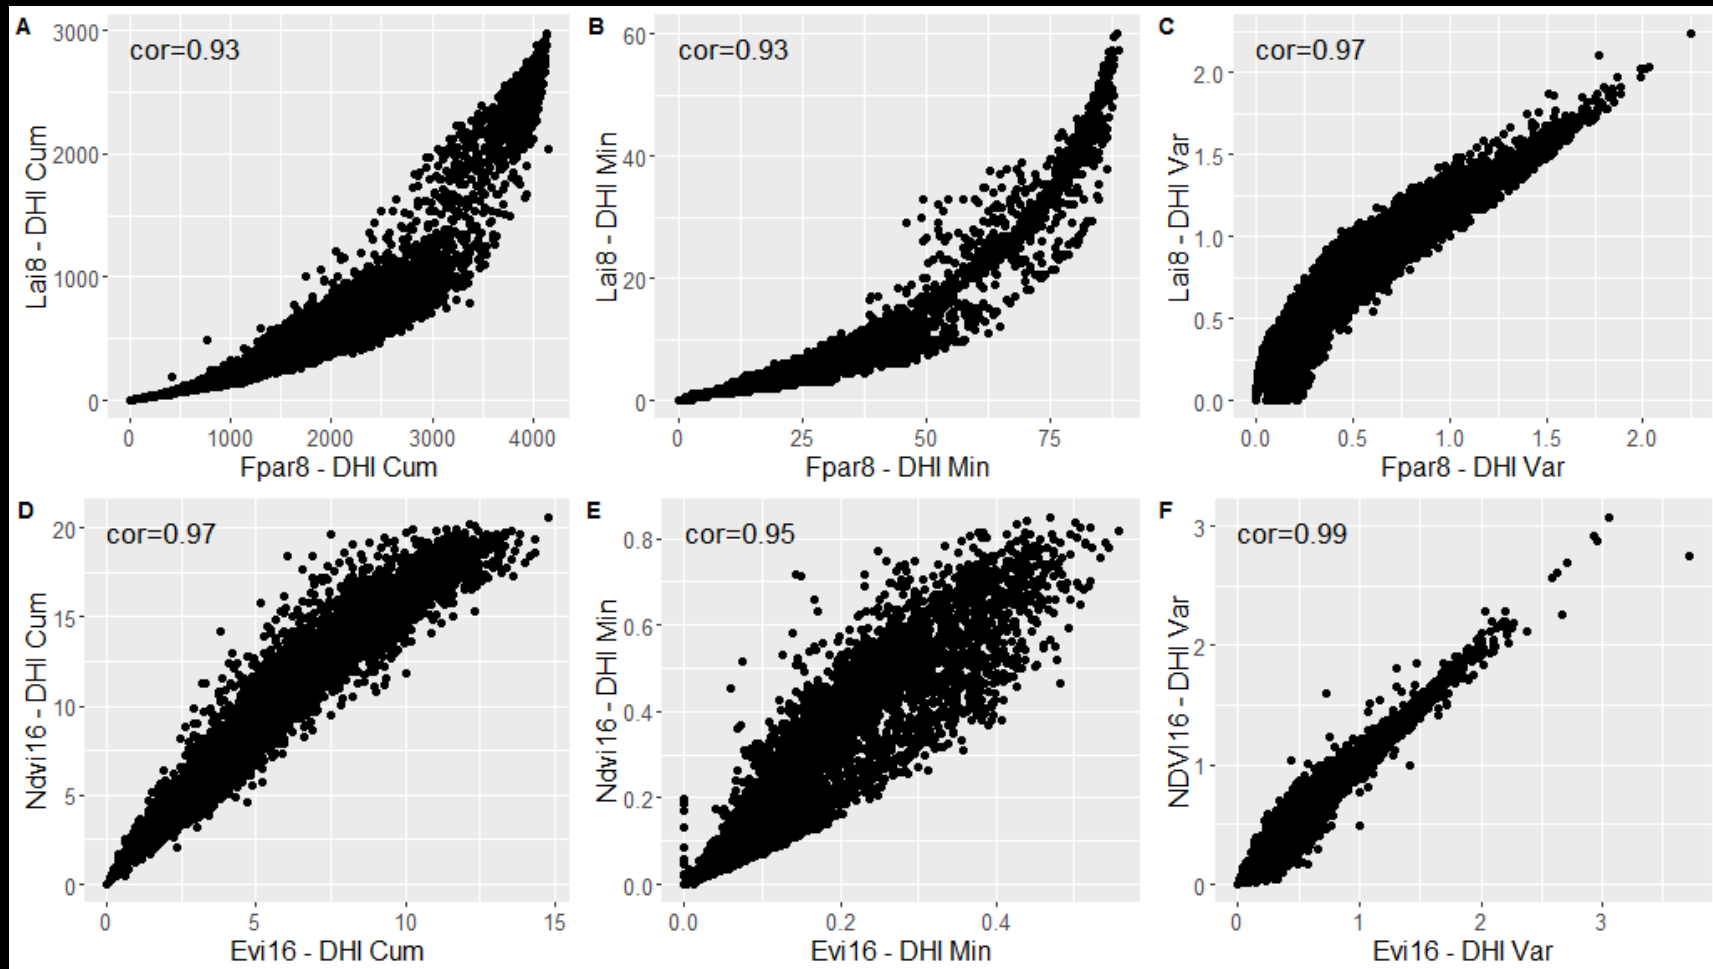 A
cor=0.93
3000
2000
1000
0
Lai8 - DHI Cum
0 1000 2000 3000 4000
Fpar8 - DHI Cum
B
cor=0.93
60
40
20
0
Lai8 - DHI Min
0 25 50 75
Fpar8 - DHI Min
C
cor=0.97
2.0
1.5
1.0
0.5
0.0
Lai8 - DHI Var
0.0 0.5 1.0 1.5 2.0
Fpar8 - DHI Var
D
cor=0.97
20
15
10
5
0
Ndvi16 - DHI Cum
0 5 10 15
Evi16 - DHI Cum
E
cor=0.95
0.8
0.6
0.4
0.2
0.0
Ndvi16 - DHI Min
0.0 0.2 0.4
Evi16 - DHI Min
F
cor=0.99
3
2
1
0
NDVI16 - DHI Var
0 1 2 3
Evi16 - DHI Var